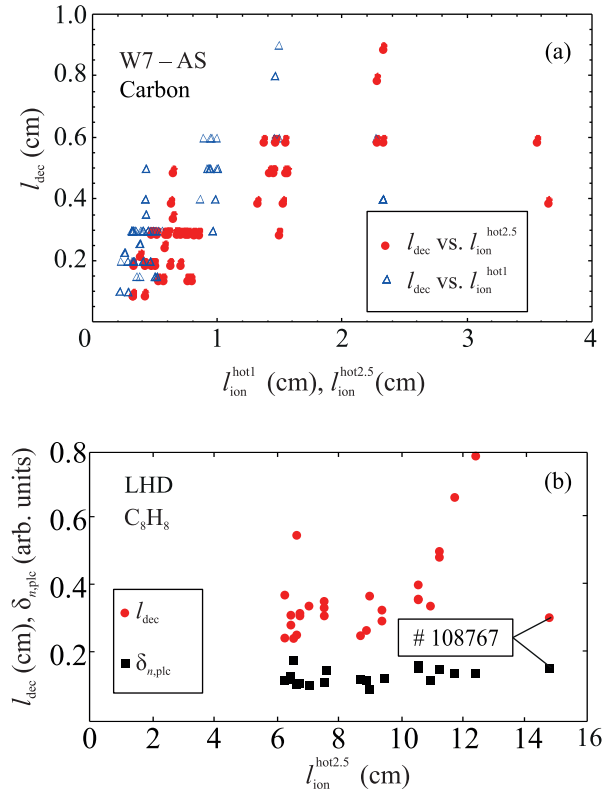 1.0
0.8
0.6
0.4
0.2
0
l_dec (cm)
W7 – AS
Carbon
(a)
l_dec vs. l_ion^hot2.5
l_dec vs. l_ion^hot1
0 1 2 3 4
l_ion^hot1 (cm), l_ion^hot2.5 (cm)
0.8
0.6
0.4
0.2
l_dec (cm), δ_n,plc (arb. units)
LHD
C₈H₈
(b)
l_dec
δ_n,plc
# 108767
0 2 4 6 8 10 12 14 16
l_ion^hot2.5 (cm)